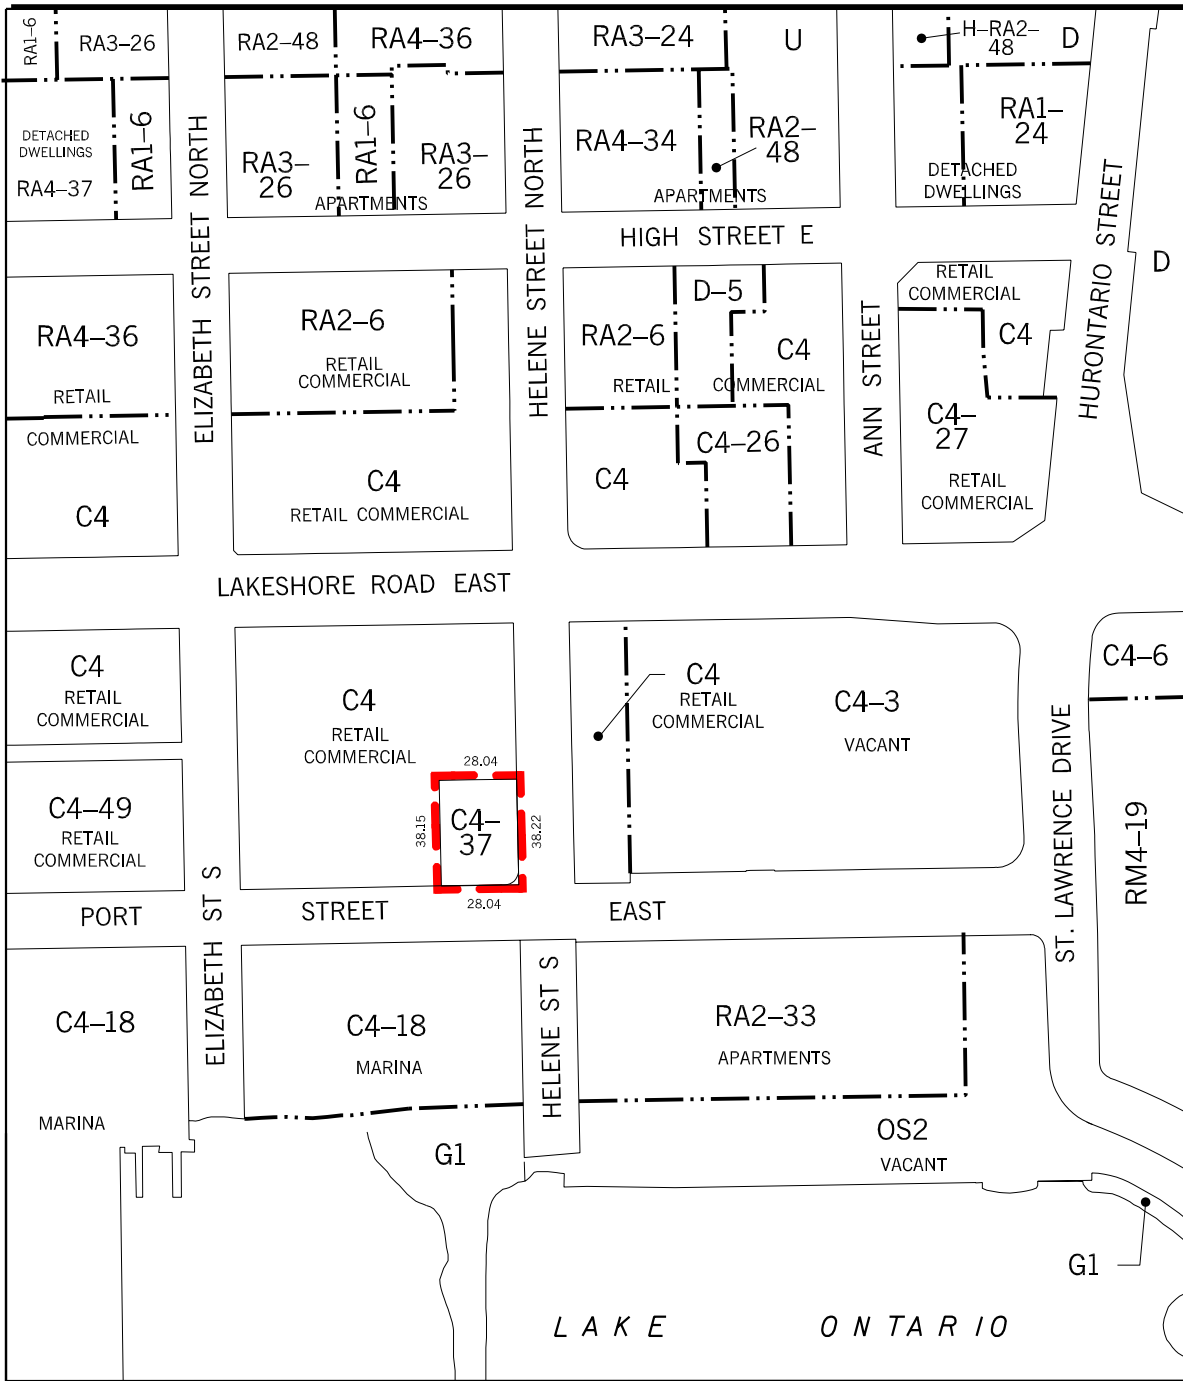 RA1–6
RA3–26
RA2–48
RA4–36
RA3–24
U
H–RA2–
48
D
DETACHED
DWELLINGS
RA4–37
RA1–6
RA3–
26
RA1–6
RA3–
26
APARTMENTS
RA4–34
RA2–
48
APARTMENTS
RA1–
24
DETACHED
DWELLINGS
ELIZABETH STREET NORTH
HELENE STREET NORTH
HIGH STREET E
ANN STREET
HURONTARIO STREET
D
RA4–36
RETAIL
COMMERCIAL
C4
RA2–6
RETAIL
COMMERCIAL
C4
RETAIL COMMERCIAL
RA2–6
D–5
C4
RETAIL
COMMERCIAL
C4–26
C4
RETAIL
COMMERCIAL
C4
C4–
27
RETAIL
COMMERCIAL
LAKESHORE ROAD EAST
C4
RETAIL
COMMERCIAL
C4
RETAIL
COMMERCIAL
C4
RETAIL
COMMERCIAL
C4–3
VACANT
C4–6
28.04
38.15
C4–
37
38.22
28.04
C4–49
RETAIL
COMMERCIAL
ST. LAWRENCE DRIVE
RM4–19
PORT STREET EAST
ELIZABETH ST S
HELENE ST S
C4–18
MARINA
C4–18
MARINA
RA2–33
APARTMENTS
G1
OS2
VACANT
G1
LAKE ONTARIO